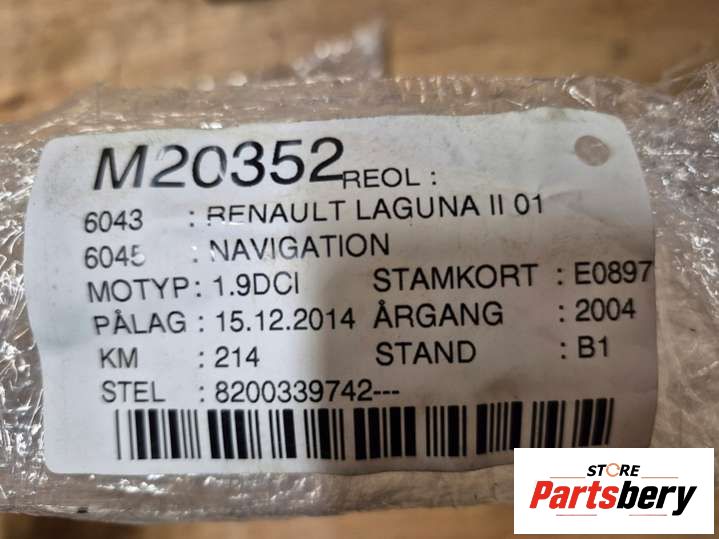 M20352 REOL :
6043 : RENAULT LAGUNA II 01
6045 : NAVIGATION
MOTYP : 1.9DCI STAMKORT : E0897
PÅLAG : 15.12.2014 ÅRGANG : 2004
KM : 214 STAND : B1
STEL : 8200339742---
STORE
Partsbery